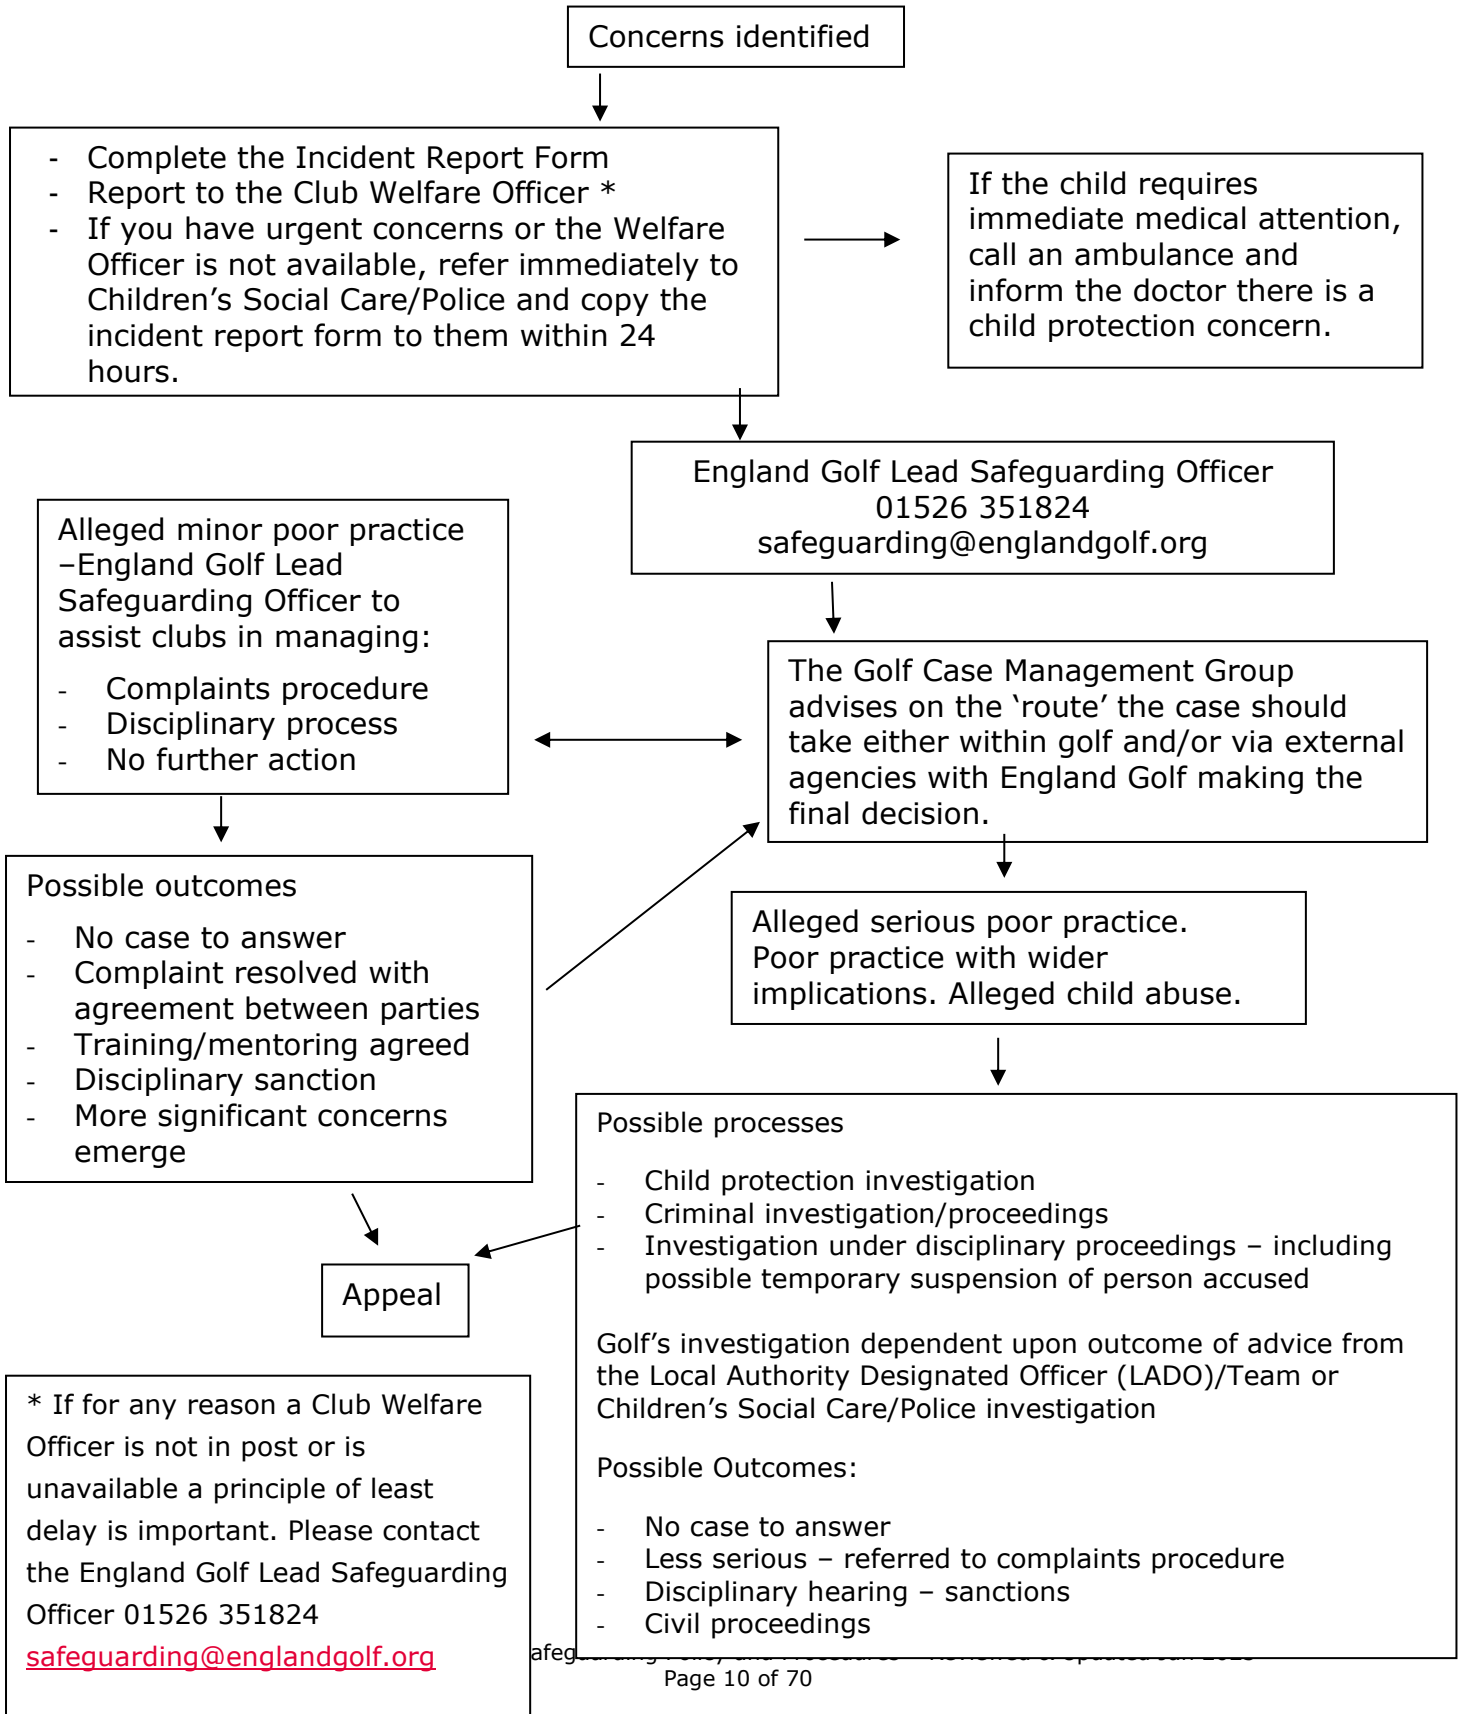 Concerns identified
- Complete the Incident Report Form
- Report to the Club Welfare Officer *
- If you have urgent concerns or the Welfare
Officer is not available, refer immediately to
Children’s Social Care/Police and copy the
incident report form to them within 24
hours.
If the child requires
immediate medical attention,
call an ambulance and
inform the doctor there is a
child protection concern.
England Golf Lead Safeguarding Officer
01526 351824
safeguarding@englandgolf.org
Alleged minor poor practice
–England Golf Lead
Safeguarding Officer to
assist clubs in managing:
- Complaints procedure
- Disciplinary process
- No further action
The Golf Case Management Group
advises on the ‘route’ the case should
take either within golf and/or via external
agencies with England Golf making the
final decision.
Possible outcomes
- No case to answer
- Complaint resolved with
agreement between parties
- Training/mentoring agreed
- Disciplinary sanction
- More significant concerns
emerge
Alleged serious poor practice.
Poor practice with wider
implications. Alleged child abuse.
Possible processes
- Child protection investigation
- Criminal investigation/proceedings
- Investigation under disciplinary proceedings – including
possible temporary suspension of person accused
Golf’s investigation dependent upon outcome of advice from
the Local Authority Designated Officer (LADO)/Team or
Children’s Social Care/Police investigation
Possible Outcomes:
- No case to answer
- Less serious – referred to complaints procedure
- Disciplinary hearing – sanctions
- Civil proceedings
Appeal
* If for any reason a Club Welfare
Officer is not in post or is
unavailable a principle of least
delay is important. Please contact
the England Golf Lead Safeguarding
Officer 01526 351824
safeguarding@englandgolf.org
Page 10 of 70